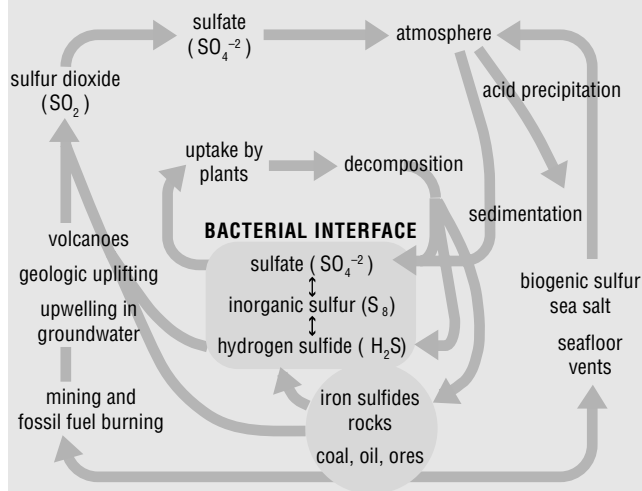 sulfate
(SO₄⁻²)
atmosphere
sulfur dioxide
(SO₂)
acid precipitation
uptake by
plants
decomposition
sedimentation
BACTERIAL INTERFACE
sulfate (SO₄⁻²)
inorganic sulfur (S₈)
hydrogen sulfide (H₂S)
volcanoes
geologic uplifting
upwelling in
groundwater
mining and
fossil fuel burning
biogenic sulfur
sea salt
seafloor
vents
iron sulfides
rocks
coal, oil, ores